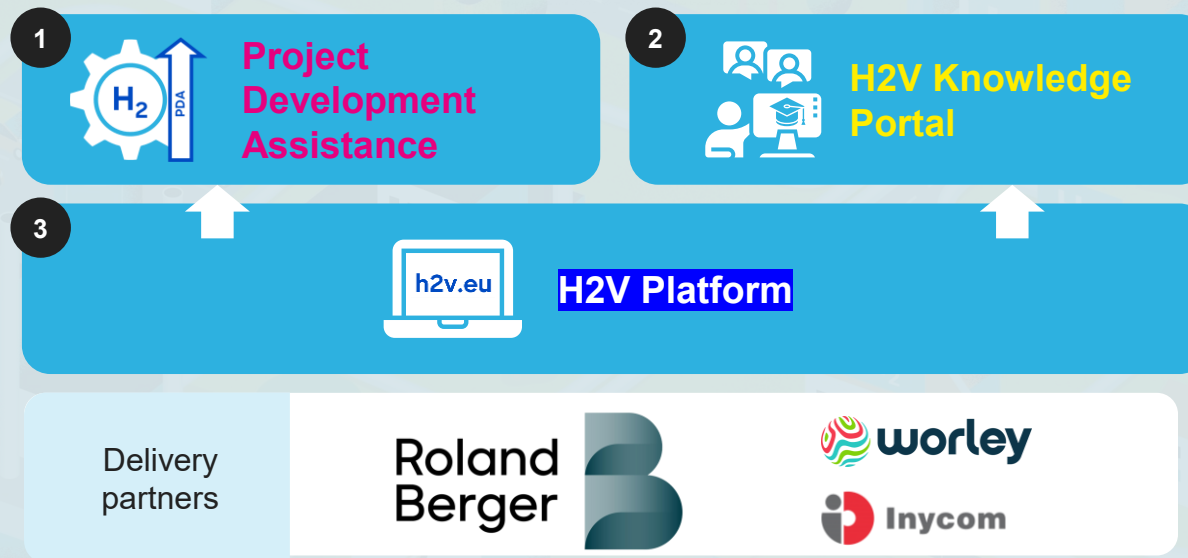 1
H2
PDA
Project
Development
Assistance
2
H2V Knowledge
Portal
3
h2v.eu
H2V Platform
Delivery
partners
Roland
Berger
worley
Inycom